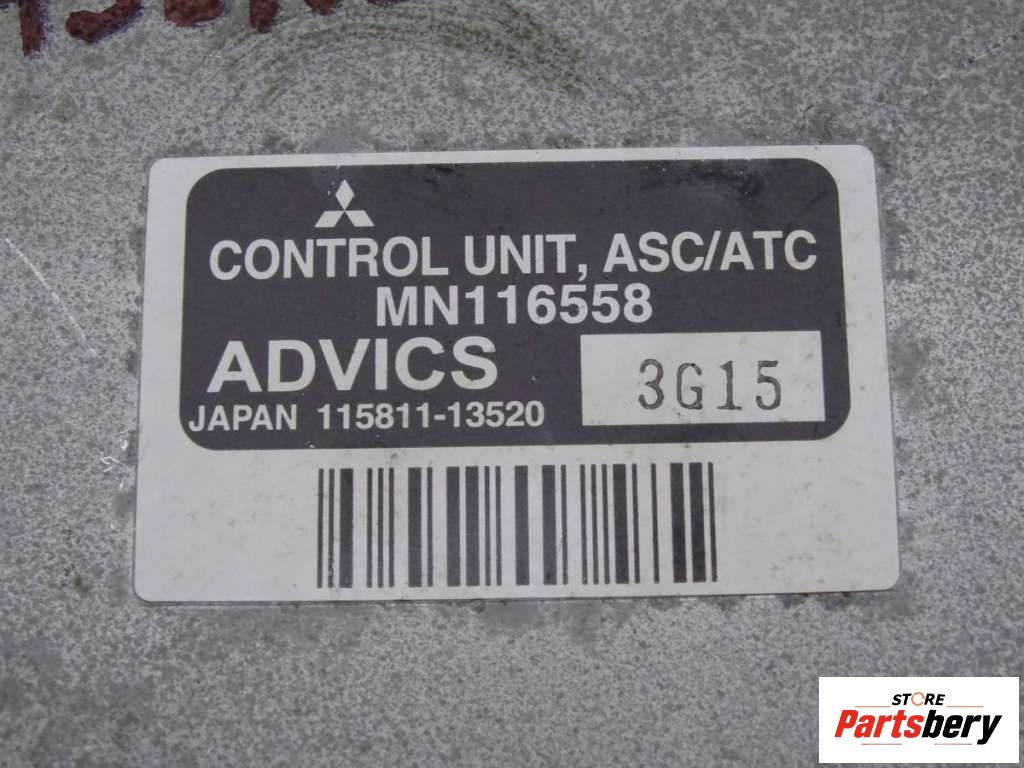 CONTROL UNIT, ASC/ATC
MN116558
ADVICS
3G15
JAPAN 115811-13520
STORE
Partsbery